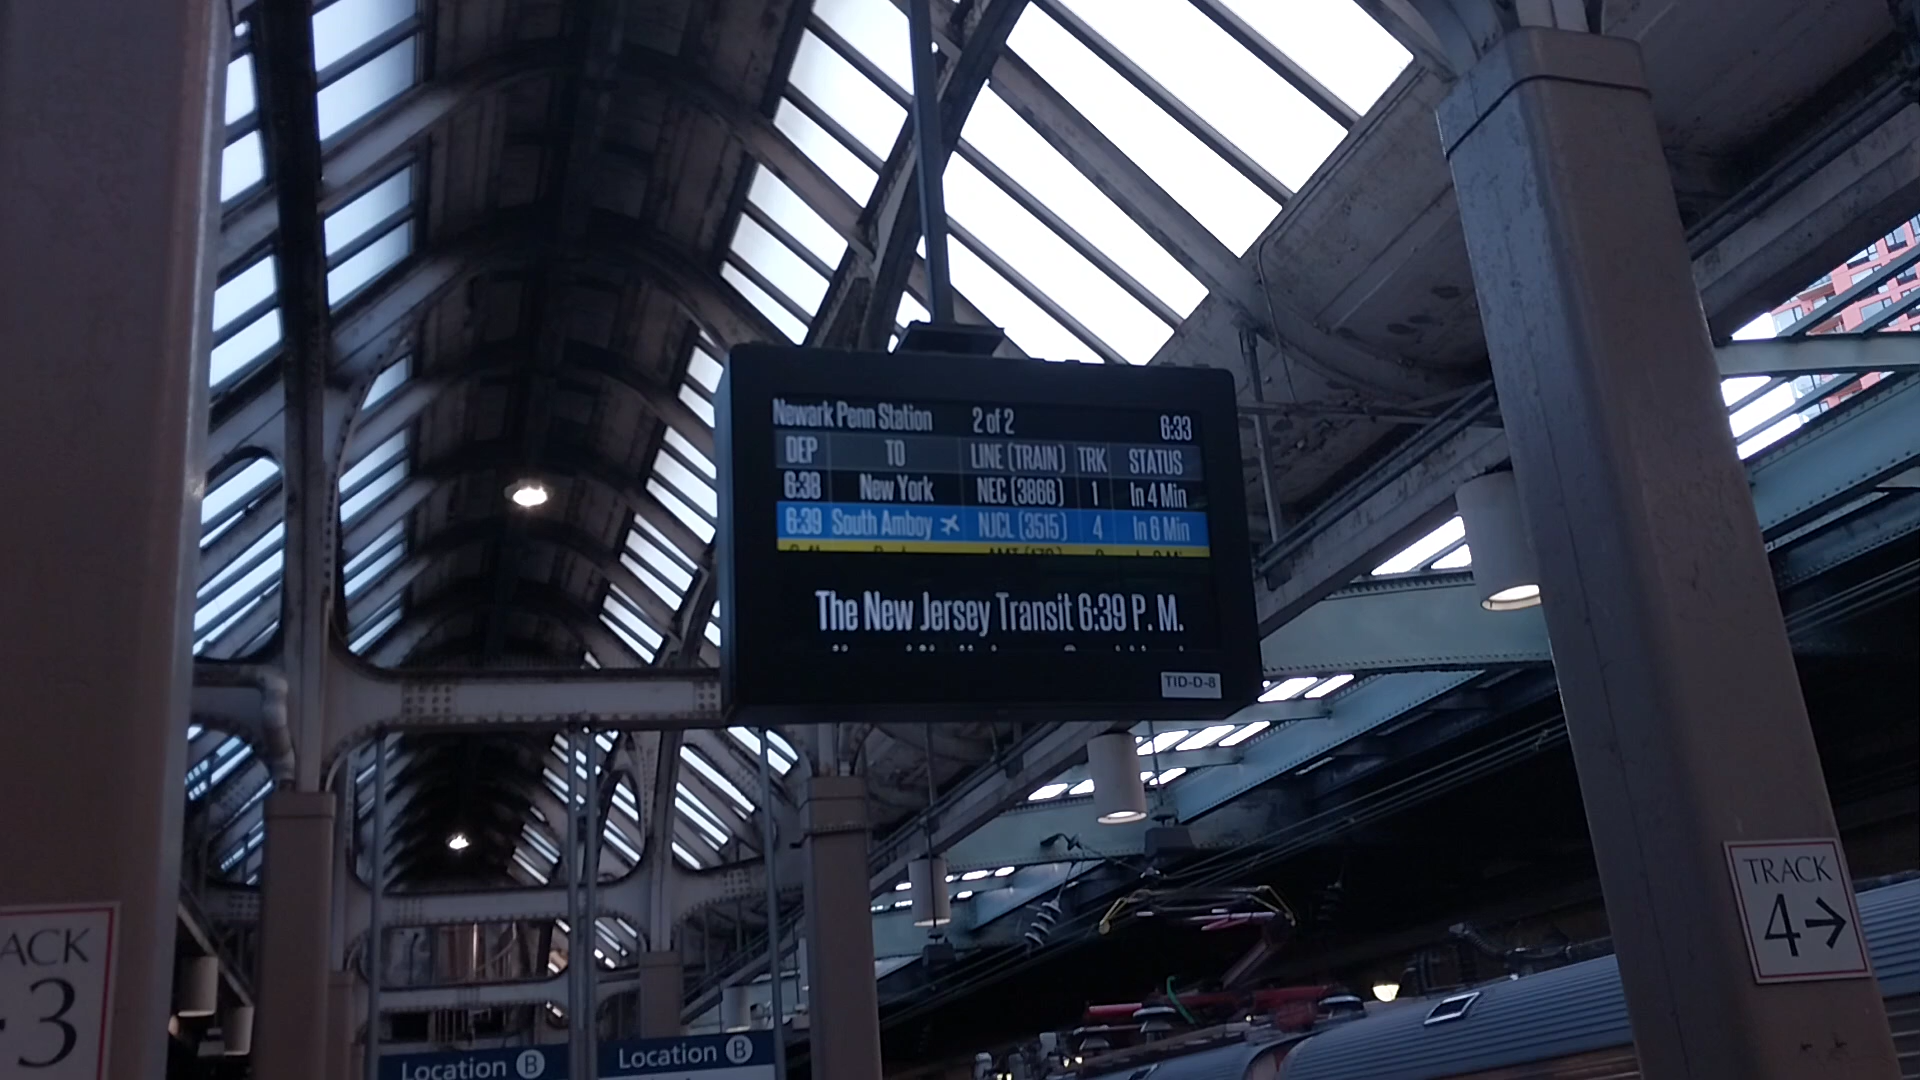 Newark Penn Station 2 of 2 6:33
DEP TO LINE (TRAIN) TRK STATUS
6:38 New York NEC (3866) 1 In 4 Min
6:39 South Amboy NJCL (3515) 4 In 6 Min
The New Jersey Transit 6:39 P. M.
TID-D-8
TRACK
4→
ACK
3
Location B
Location B